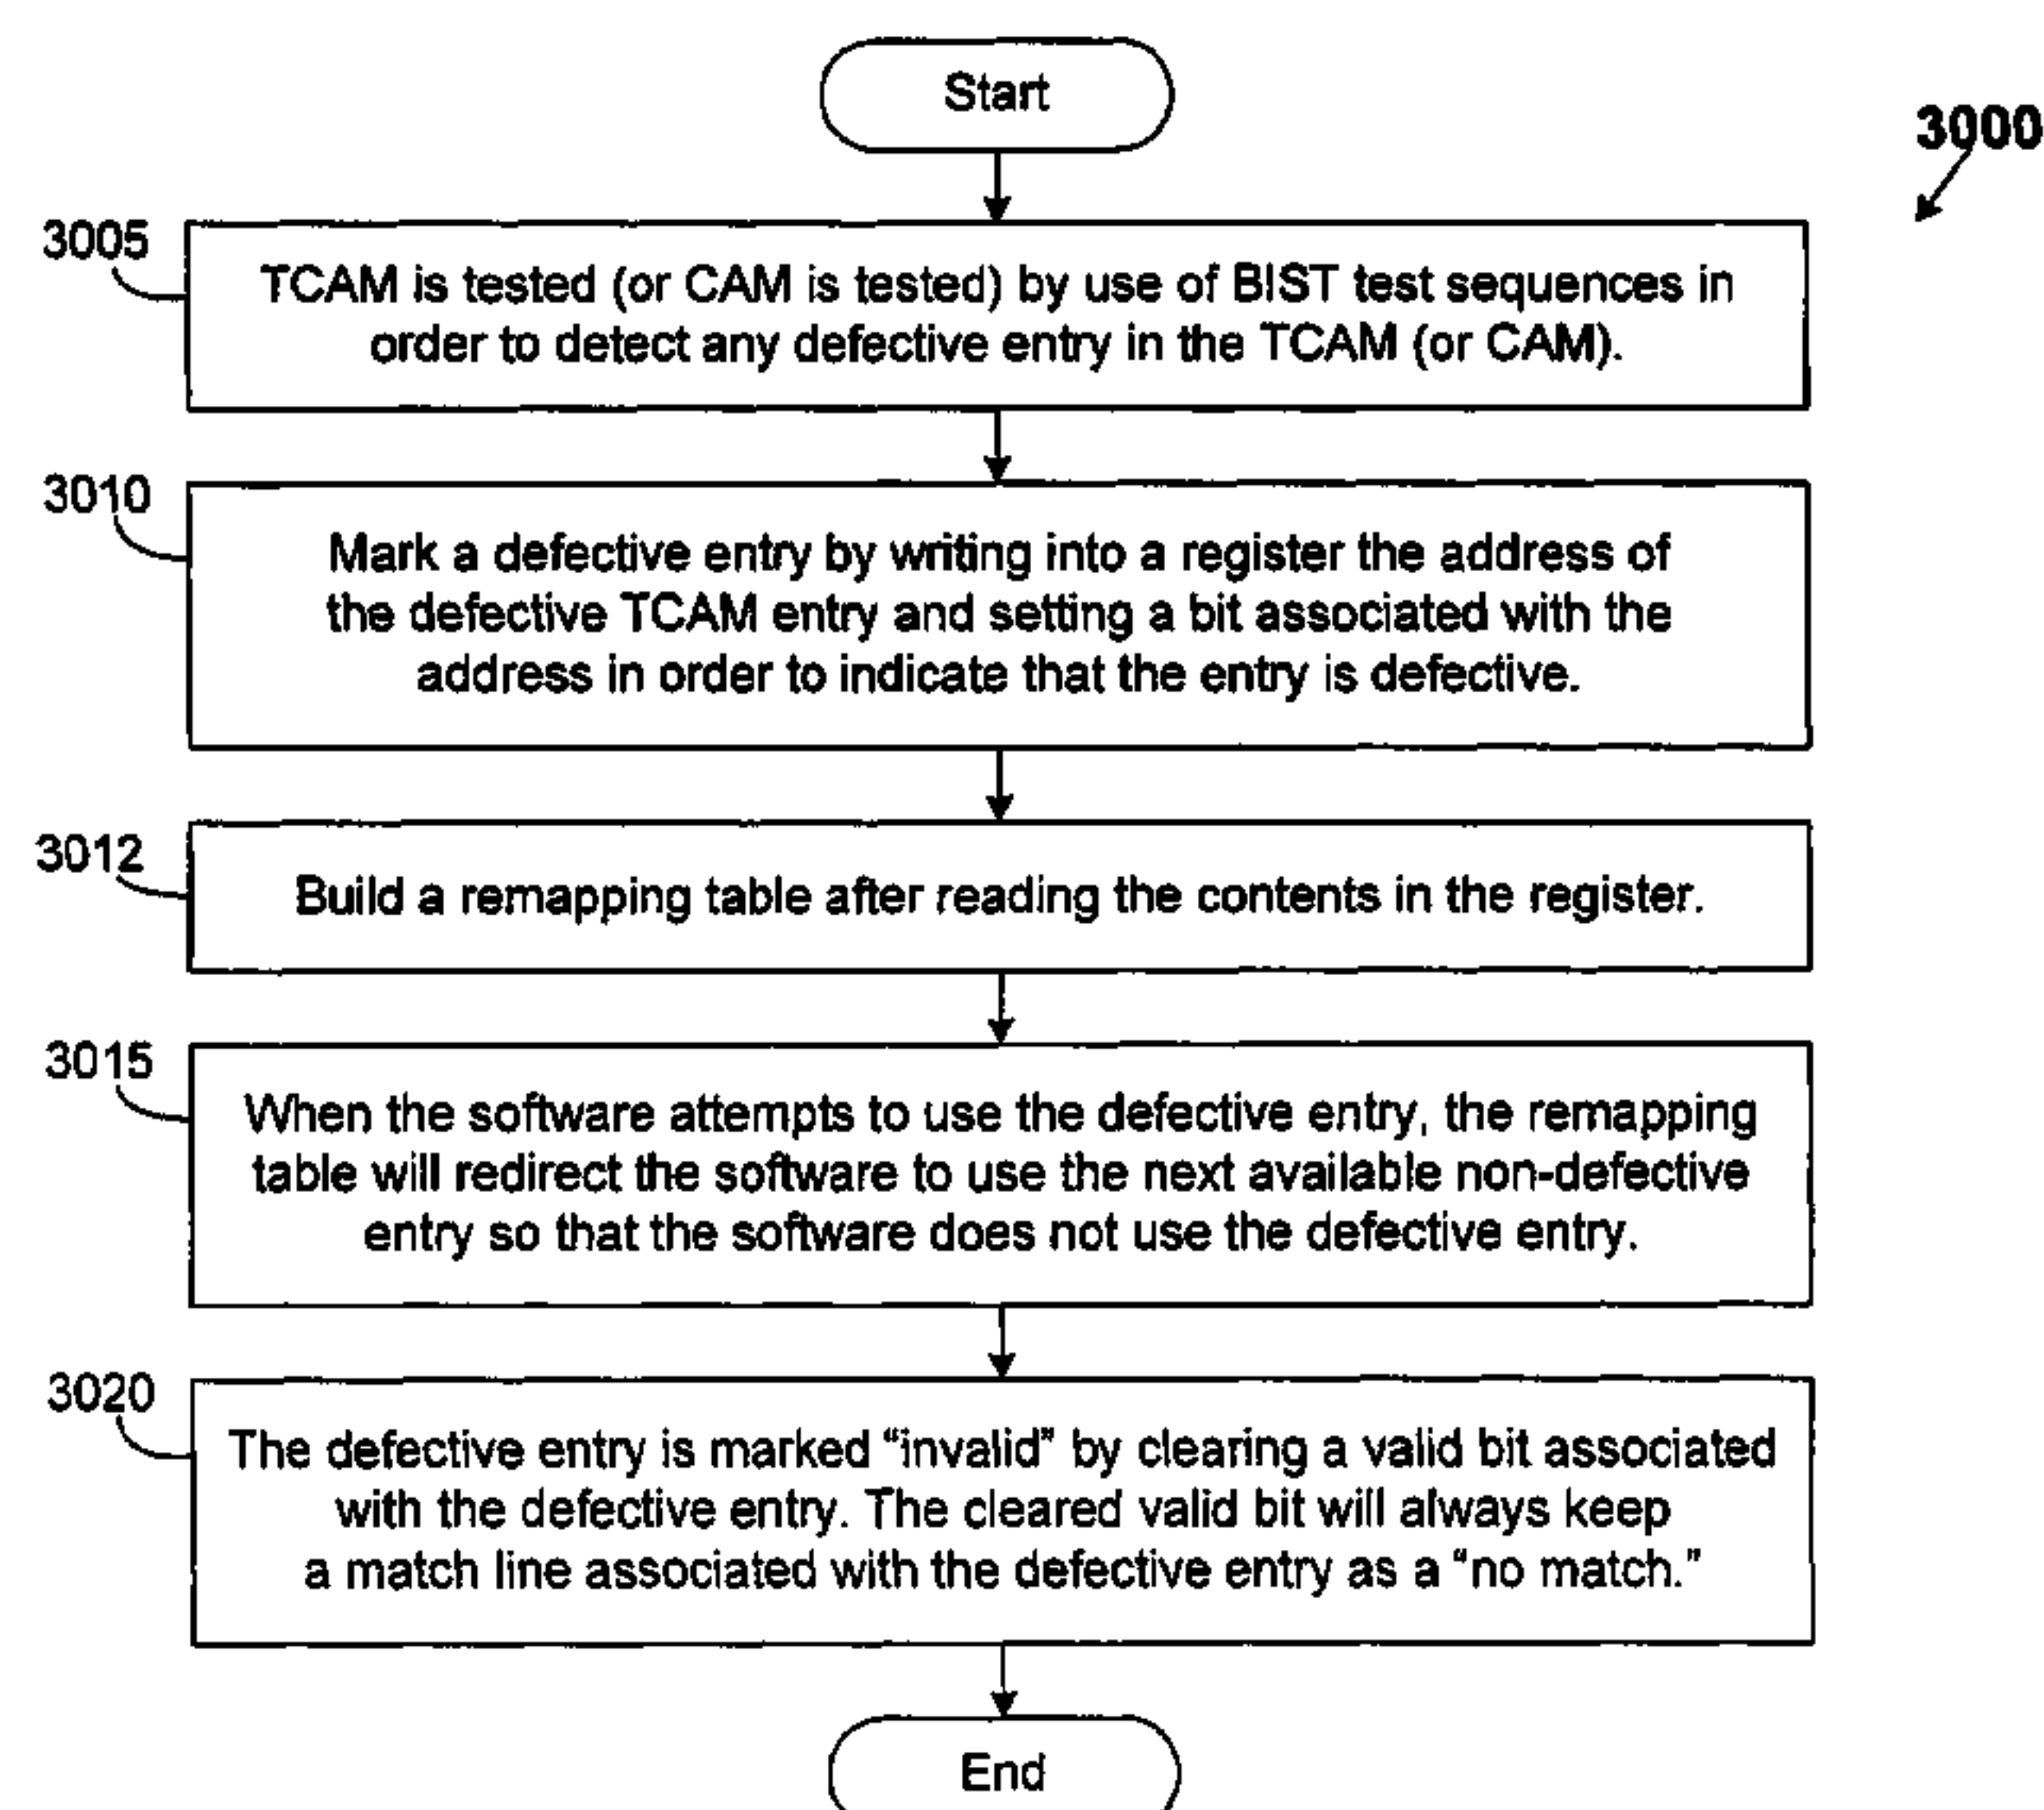 Start
3000
3005
TCAM is tested (or CAM is tested) by use of BIST test sequences in
order to detect any defective entry in the TCAM (or CAM).
3010
Mark a defective entry by writing into a register the address of
the defective TCAM entry and setting a bit associated with the
address in order to indicate that the entry is defective.
3012
Build a remapping table after reading the contents in the register.
3015
When the software attempts to use the defective entry, the remapping
table will redirect the software to use the next available non-defective
entry so that the software does not use the defective entry.
3020
The defective entry is marked “invalid” by clearing a valid bit associated
with the defective entry. The cleared valid bit will always keep
a match line associated with the defective entry as a “no match.”
End